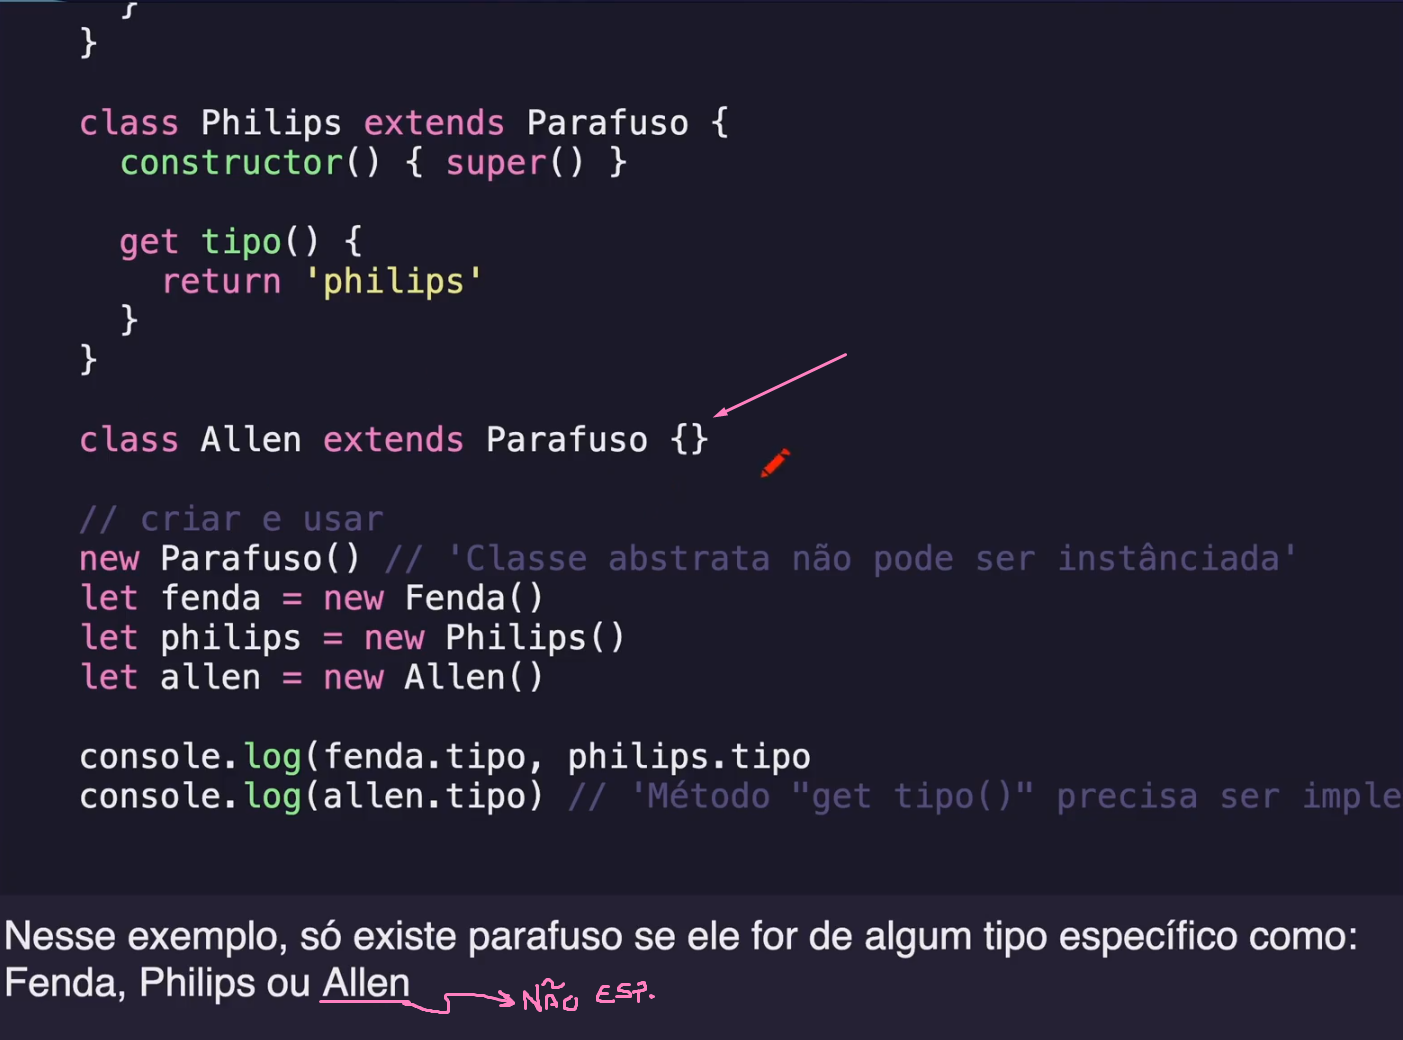 }
}
class Philips extends Parafuso {
constructor() { super() }
get tipo() {
return 'philips'
}
}
class Allen extends Parafuso {}
// criar e usar
new Parafuso() // 'Classe abstrata não pode ser instânciada'
let fenda = new Fenda()
let philips = new Philips()
let allen = new Allen()
console.log(fenda.tipo, philips.tipo
console.log(allen.tipo) // 'Método "get tipo()" precisa ser imple
Nesse exemplo, só existe parafuso se ele for de algum tipo específico como:
Fenda, Philips ou Allen
NÃO ESP.